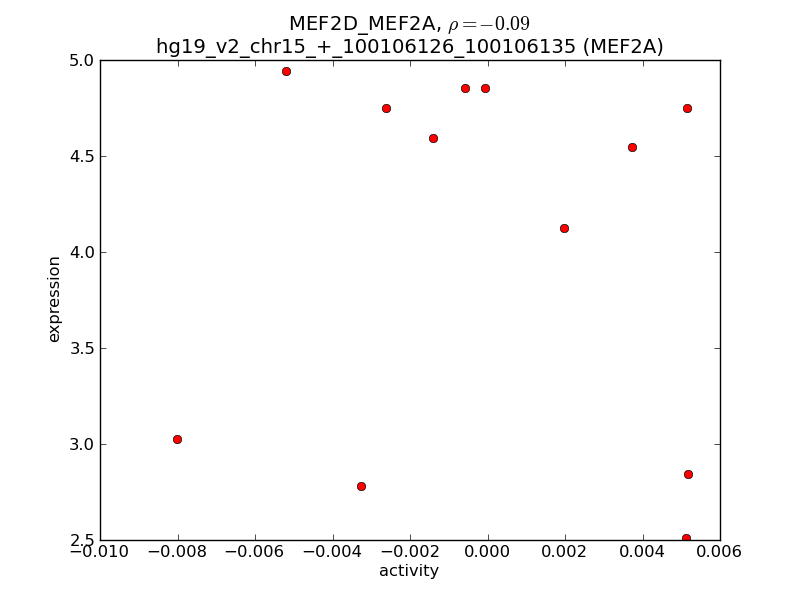 MEF2D_MEF2A, ρ=−0.09
hg19_v2_chr15_+_100106126_100106135 (MEF2A)
5.0
4.5
4.0
3.5
3.0
2.5
expression
−0.010 −0.008 −0.006 −0.004 −0.002 0.000 0.002 0.004 0.006
activity